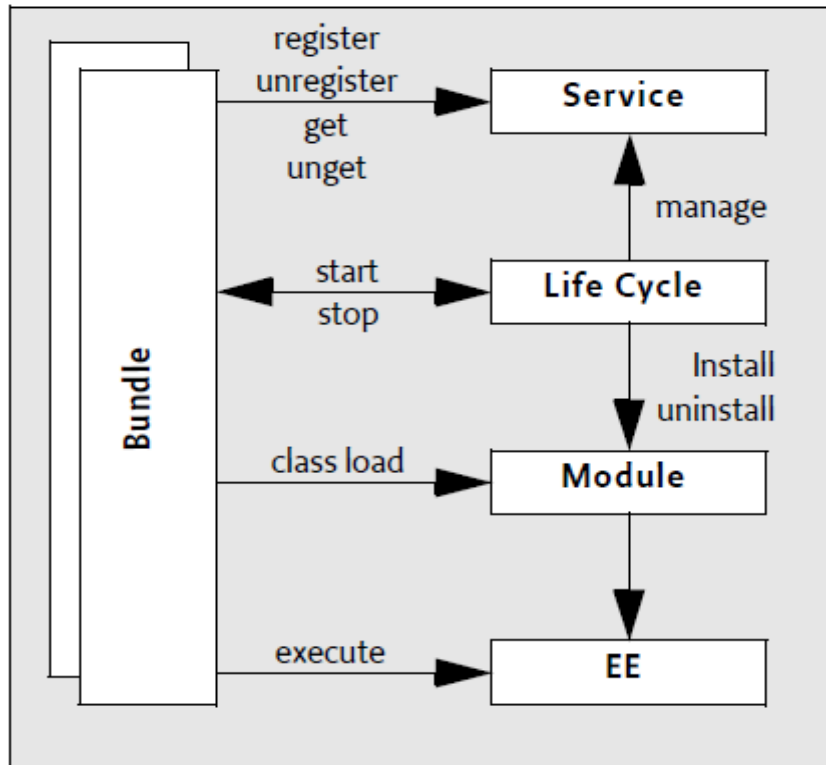 register
unregister
get
unget
Service
manage
start
stop
Life Cycle
Install
uninstall
Bundle
class load
Module
execute
EE